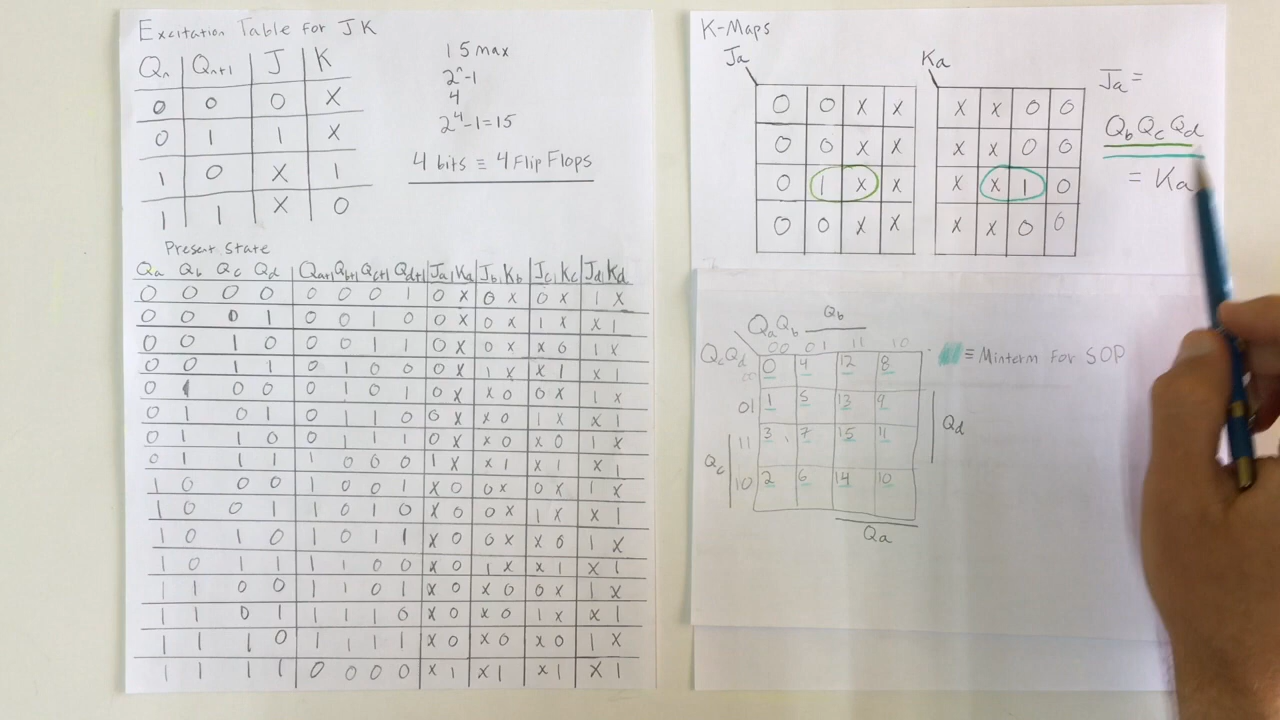 Excitation Table for JK
Qn Qn+1 J K
0 0 0 X
0 1 1 X
1 0 X 1
1 1 X 0
15 max
2^n-1
4
2^4-1=15
4 bits ≡ 4 Flip Flops
Present State
Qa Qb Qc Qd Qa+1 Qb+1 Qc+1 Qd+1 Ja Ka Jb Kb Jc Kc Jd Kd
0 0 0 0 0 0 0 1 0 X 0 X 0 X 1 X
0 0 0 1 0 0 1 0 0 X 0 X 1 X X 1
0 0 1 0 0 0 1 1 0 X 0 X X 0 1 X
0 0 1 1 0 1 0 0 0 X 1 X X 1 X 1
0 1 0 0 0 1 0 1 0 X X 0 0 X 1 X
0 1 0 1 0 1 1 0 0 X X 0 1 X X 1
0 1 1 0 0 1 1 1 0 X X 0 X 0 1 X
0 1 1 1 1 0 0 0 1 X X 1 X 1 X 1
1 0 0 0 1 0 0 1 X 0 0 X 0 X 1 X
1 0 0 1 1 0 1 0 X 0 0 X 1 X X 1
1 0 1 0 1 0 1 1 X 0 0 X X 0 1 X
1 0 1 1 1 1 0 0 X 0 1 X X 1 X 1
1 1 0 0 1 1 0 1 X 0 X 0 0 X 1 X
1 1 0 1 1 1 1 0 X 0 X 0 1 X X 1
1 1 1 0 1 1 1 1 X 0 X 0 X 0 1 X
1 1 1 1 0 0 0 0 X 1 X 1 X 1 X 1
K-Maps
Ja
0 0 X X
0 0 X X
0 1 X X
0 0 X X
Ka
X X 0 0
X X 0 0
X X 1 0
X X 0 0
Ja =
QbQcQd
= Ka
Qb
QaQb
00 01 11 10
QcQd
00 0 4 12 8
01 1 5 13 9
11 3 7 15 11
10 2 6 14 10
Qc
Qd
Qa
≡ Minterm for SOP